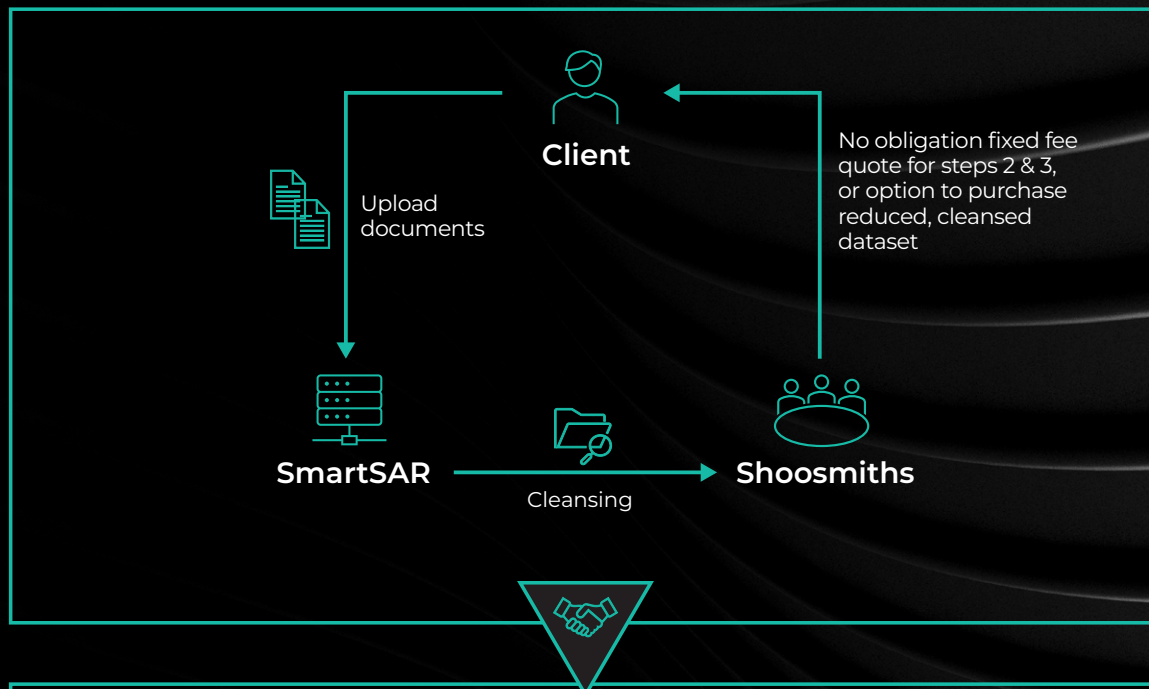 Client
Upload
documents
No obligation fixed fee
quote for steps 2 & 3,
or option to purchase
reduced, cleansed
dataset
SmartSAR
Cleansing
Shoosmiths